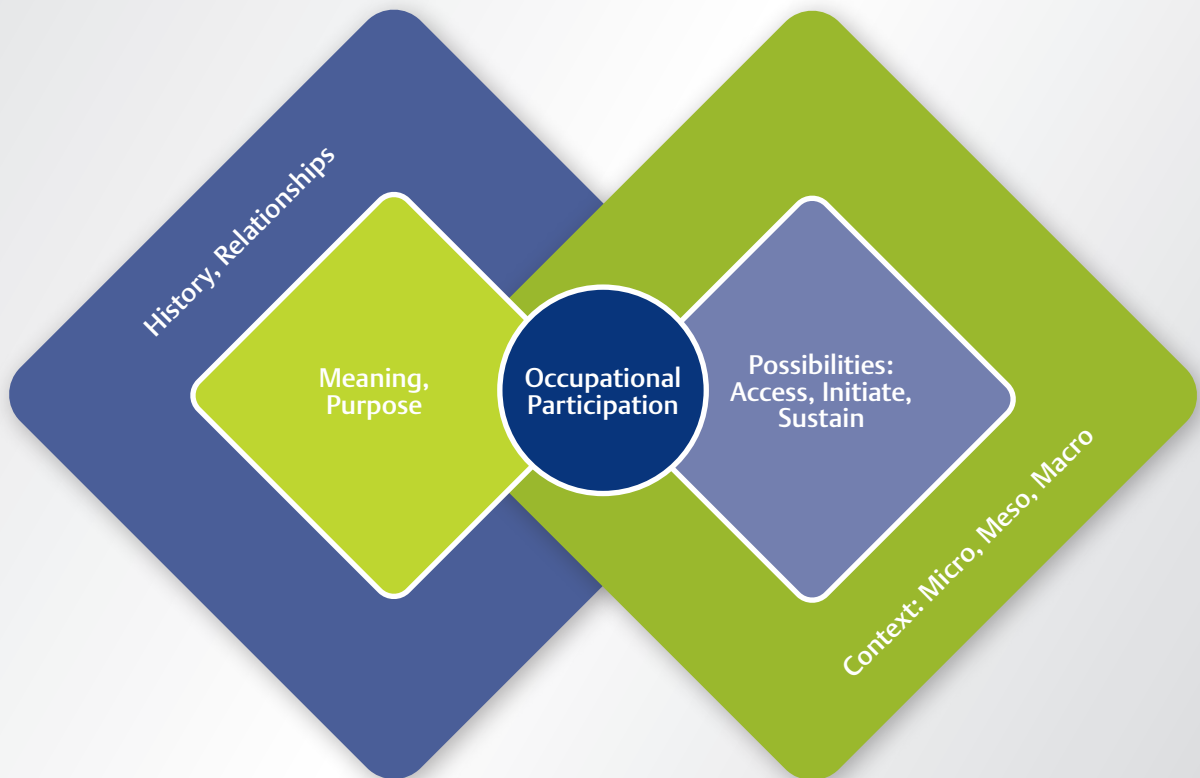 History, Relationships
Meaning,
Purpose
Occupational
Participation
Possibilities:
Access, Initiate,
Sustain
Context: Micro, Meso, Macro